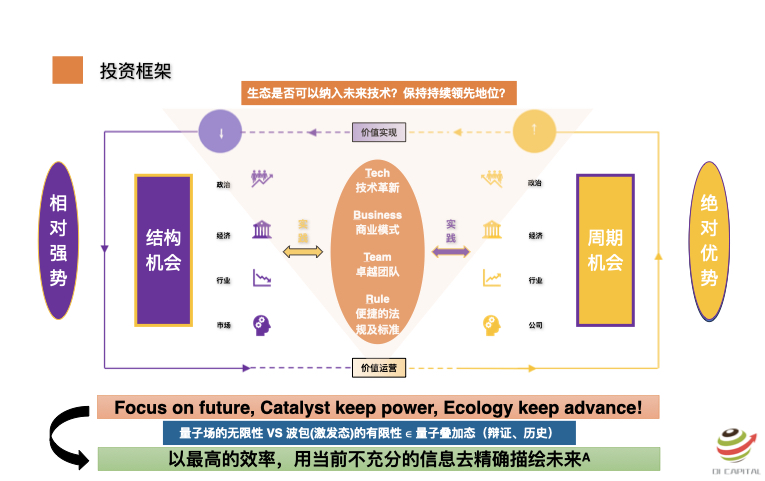 投资框架
生态是否可以纳入未来技术？保持持续领先地位？
↓
价值实现
↑
相对强势
结构机会
政治
经济
行业
市场
实践
Tech
技术革新
Business
商业模式
Team
卓越团队
Rule
便捷的法
规及标准
实践
政治
经济
行业
公司
周期机会
绝对优势
价值运营
Focus on future, Catalyst keep power, Ecology keep advance!
量子场的无限性 VS 波包(激发态)的有限性 ∈ 量子叠加态（辩证、历史）
以最高的效率，用当前不充分的信息去精确描绘未来A
DI CAPITAL